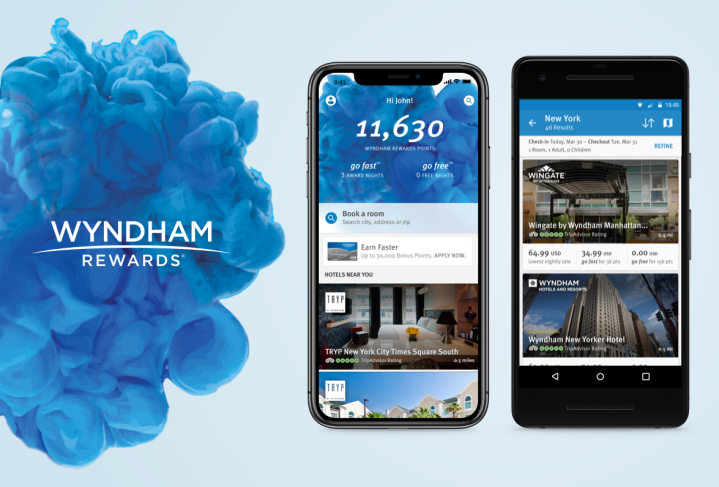 WYNDHAM
REWARDS®
9:41
Hi John!
11,630
WYNDHAM REWARDS POINTS
go fast™ go free™
3 AWARD NIGHTS 0 FREE NIGHTS
Book a room
Search city, address or zip
Earn Faster
Up to 30,000 Bonus Points. APPLY NOW.
HOTELS NEAR YOU
TRYP
TRYP New York City Times Square South
TripAdvisor Rating 0.5 miles
TRYP
15:45
New York
46 Results
Check-in Today, Mar 30 – Checkout Tue, Mar 31
1 Room, 1 Adult, 0 Children
REFINE
WINGATE
BY WYNDHAM
Wingate by Wyndham Manhattan...
TripAdvisor Rating 0.4 mi
64.99 USD 34.99 USD 0.00 USD
lowest nightly rate go fast for 3k pts go free for 15k pts
WYNDHAM
HOTELS AND RESORTS
Wyndham New Yorker Hotel
TripAdvisor Rating 0.5 mi